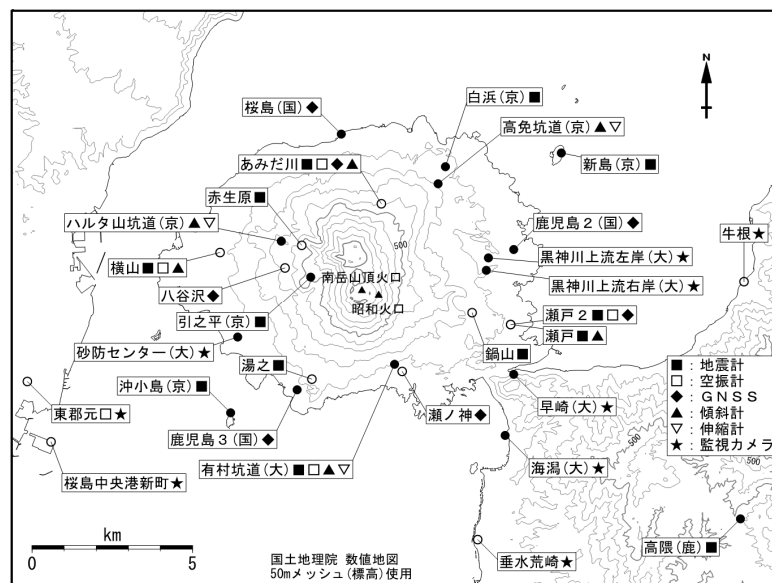 N
白浜(京)■
桜島(国)◆
高免坑道(京)▲▽
あみだ川■□◆▲
新島(京)■
赤生原■
ハルタ山坑道(京)▲▽
500
鹿児島2(国)◆
牛根★
横山■□▲
黒神川上流左岸(大)★
南岳山頂火口
黒神川上流右岸(大)★
八谷沢◆
昭和火口
引之平(京)■
瀬戸2■□◆
瀬戸■▲
砂防センター(大)★
鍋山■
湯之■
■:地震計
□:空振計
◆:GNSS
▲:傾斜計
▽:伸縮計
★:監視カメラ
沖小島(京)■
東郡元□★
瀬ノ神◆
早崎(大)★
鹿児島3(国)◆
500
500
有村坑道(大)■□▲▽
海潟(大)★
桜島中央港新町★
km
0 5
高隈(鹿)■
垂水荒崎★
国土地理院 数値地図
50mメッシュ(標高)使用